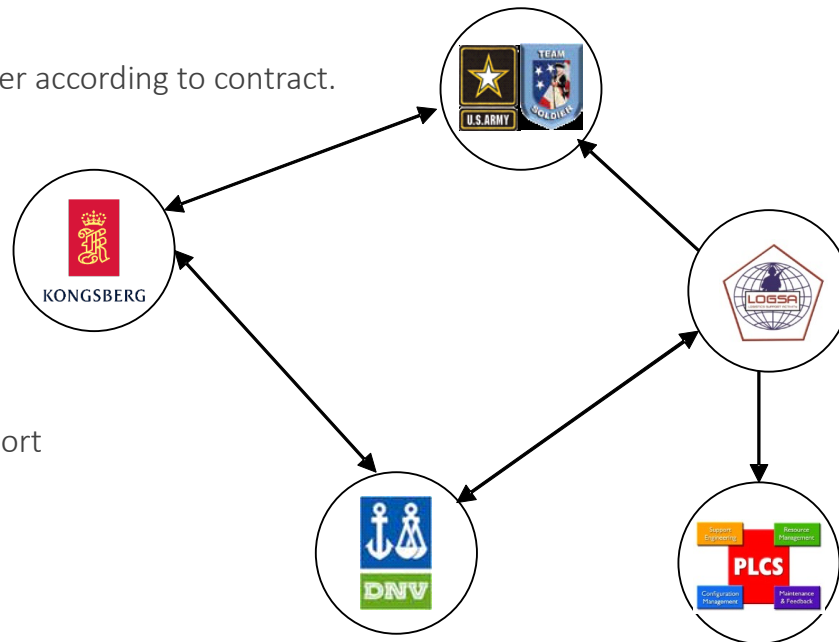 TEAM
SOLDIER
U.S.ARMY
er according to contract.
KONGSBERG
LOGSA
ort
DNV
Support
Engineering
Resource
Management
PLCS
Configuration
Management
Maintenance
& Feedback